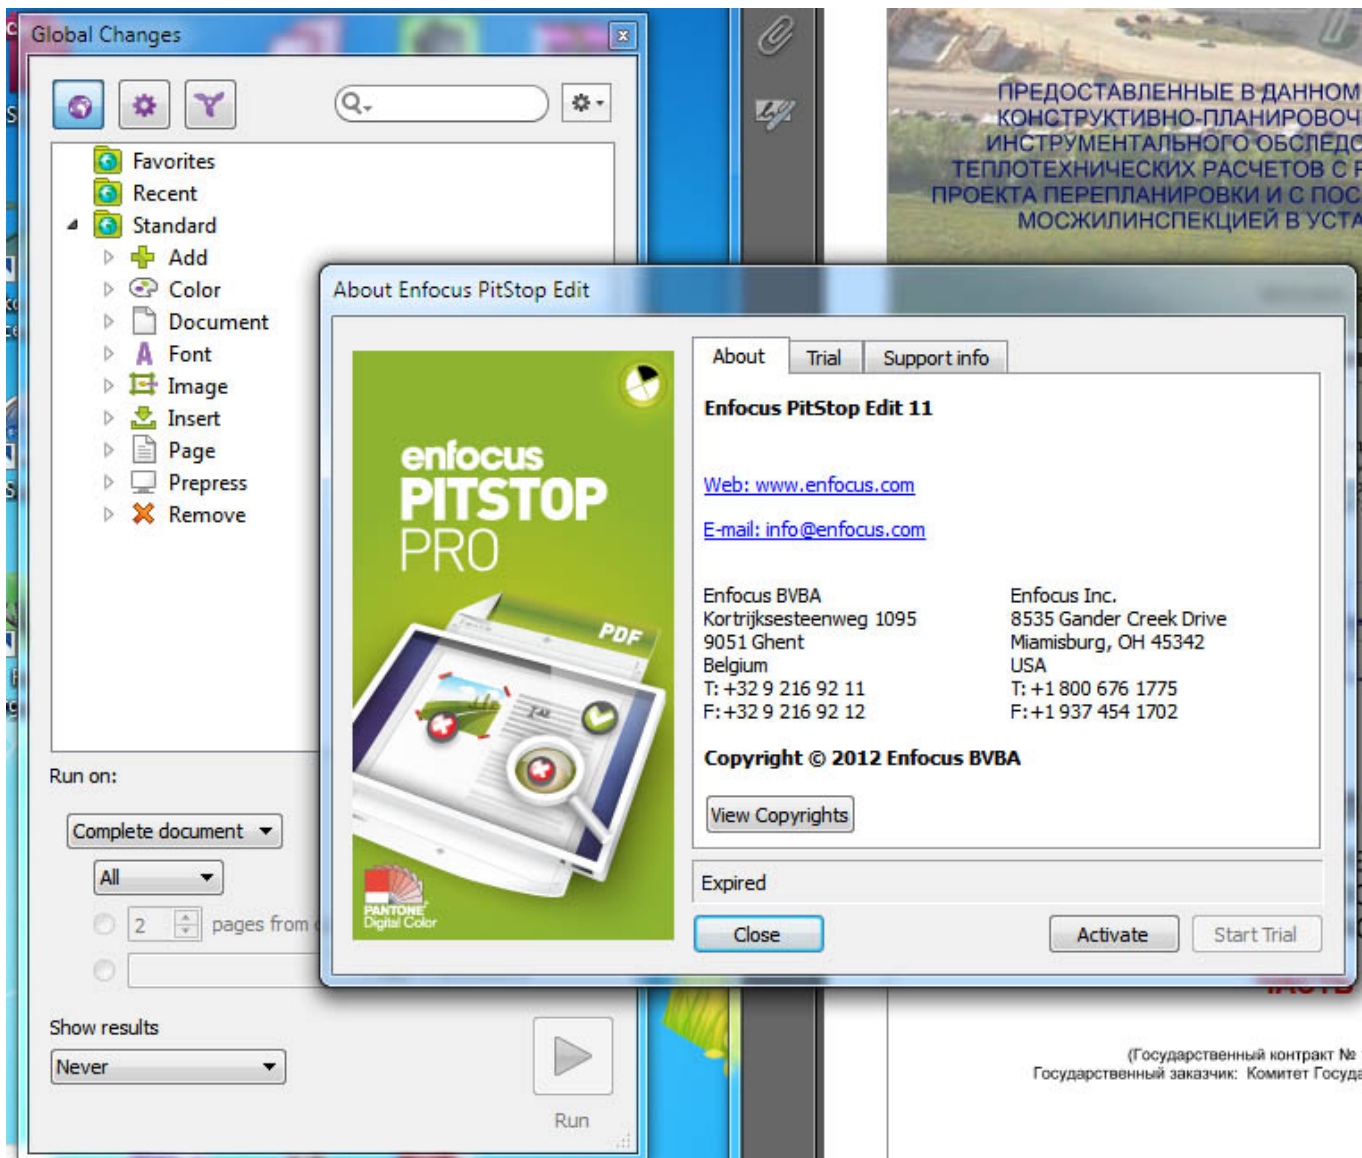 Global Changes
Favorites
Recent
Standard
Add
Color
Document
Font
Image
Insert
Page
Prepress
Remove
Run on:
Complete document
All
2 pages from
Show results
Never
Run
ПРЕДОСТАВЛЕННЫЕ В ДАННОМ
КОНСТРУКТИВНО-ПЛАНИРОВОЧ
ИНСТРУМЕНТАЛЬНОГО ОБСЛЕДО
ТЕПЛОТЕХНИЧЕСКИХ РАСЧЕТОВ С
ПРОЕКТА ПЕРЕПЛАНИРОВКИ И С ПОС
МОСЖИЛИНСПЕКЦИЕЙ В УСТА
About Enfocus PitStop Edit
enfocus
PITSTOP
PRO
PDF
PANTONE
Digital Color
About
Trial
Support info
Enfocus PitStop Edit 11
Web: www.enfocus.com
E-mail: info@enfocus.com
Enfocus BVBA
Kortrijksesteenweg 1095
9051 Ghent
Belgium
T: +32 9 216 92 11
F:+32 9 216 92 12
Enfocus Inc.
8535 Gander Creek Drive
Miamisburg, OH 45342
USA
T: +1 800 676 1775
F:+1 937 454 1702
Copyright © 2012 Enfocus BVBA
View Copyrights
Expired
Close
Activate
Start Trial
(Государственный контракт №
Государственный заказчик: Комитет Госуда